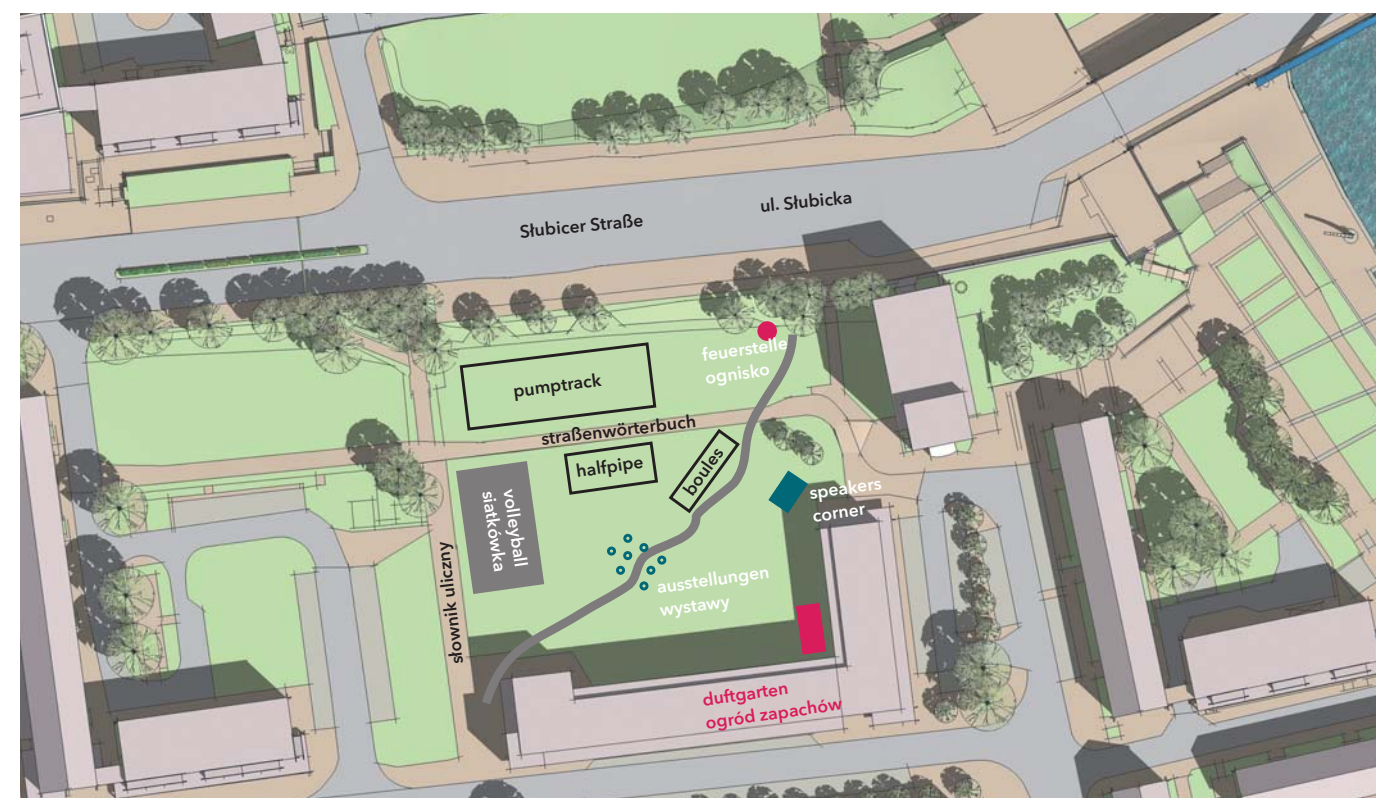 Słubicer Straße
ul. Słubicka
feuerstelle
ognisko
pumptrack
straßenwörterbuch
halfpipe
boules
volleyball
siatkówka
speakers
corner
słownik uliczny
ausstellungen
wystawy
duftgarten
ogród zapachów